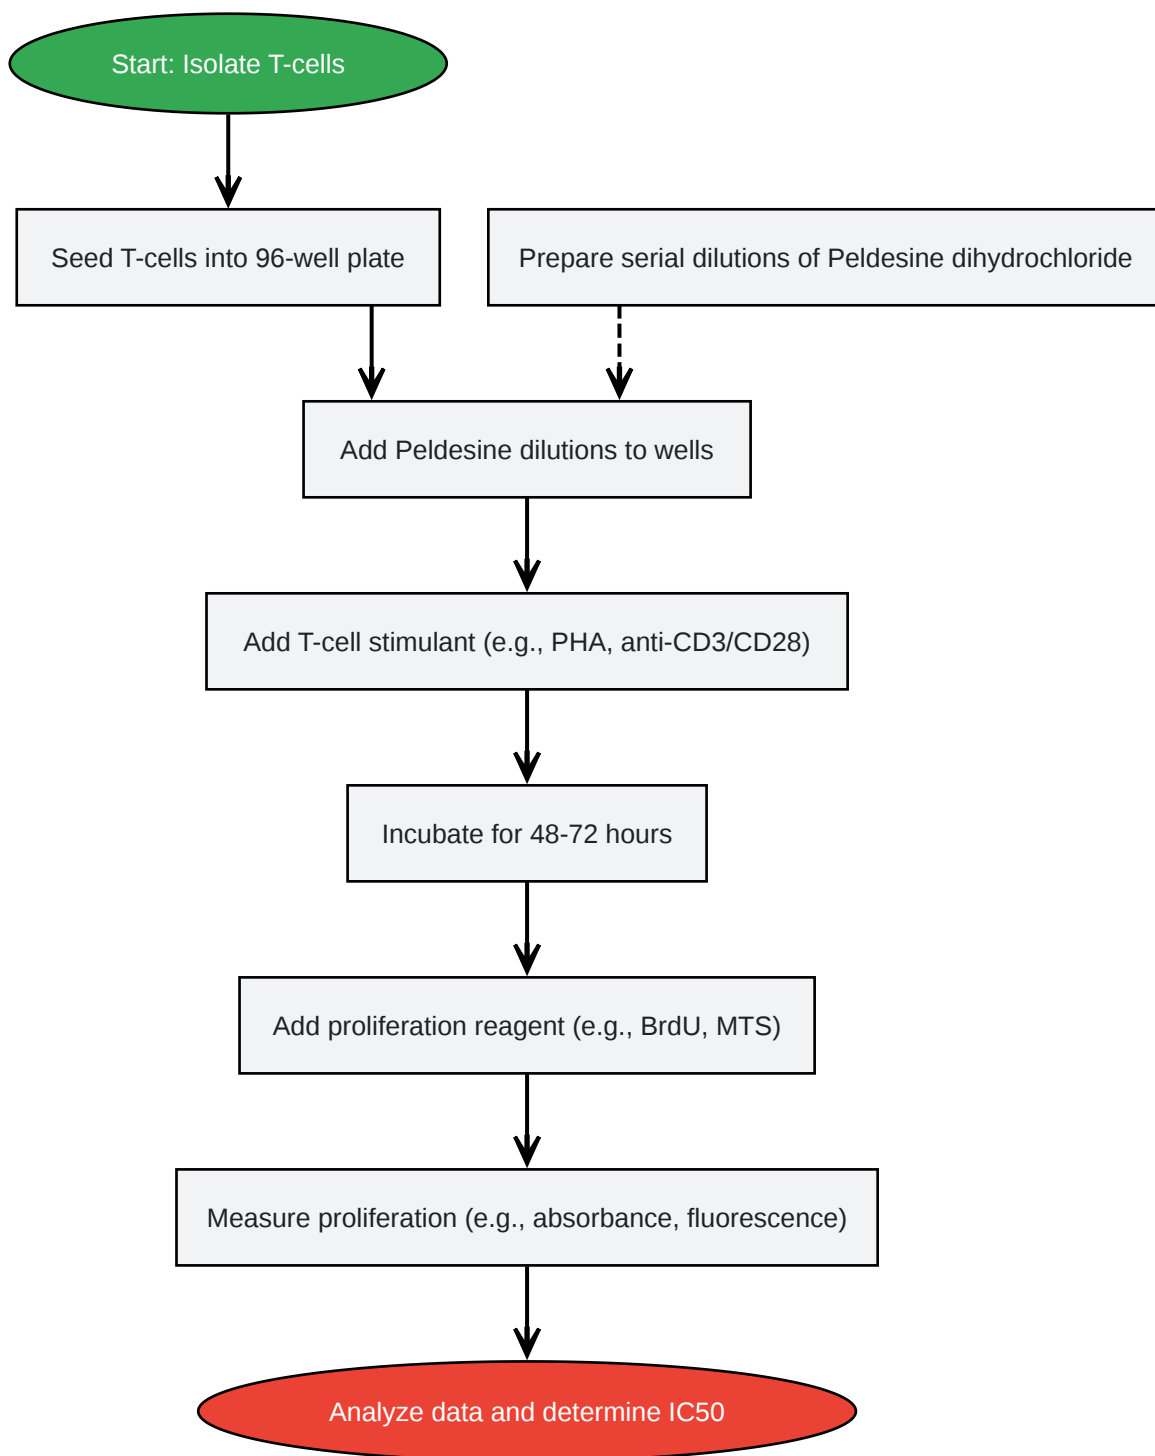 Start: Isolate T-cells
Seed T-cells into 96-well plate
Prepare serial dilutions of Peldesine dihydrochloride
Add Peldesine dilutions to wells
Add T-cell stimulant (e.g., PHA, anti-CD3/CD28)
Incubate for 48-72 hours
Add proliferation reagent (e.g., BrdU, MTS)
Measure proliferation (e.g., absorbance, fluorescence)
Analyze data and determine IC50